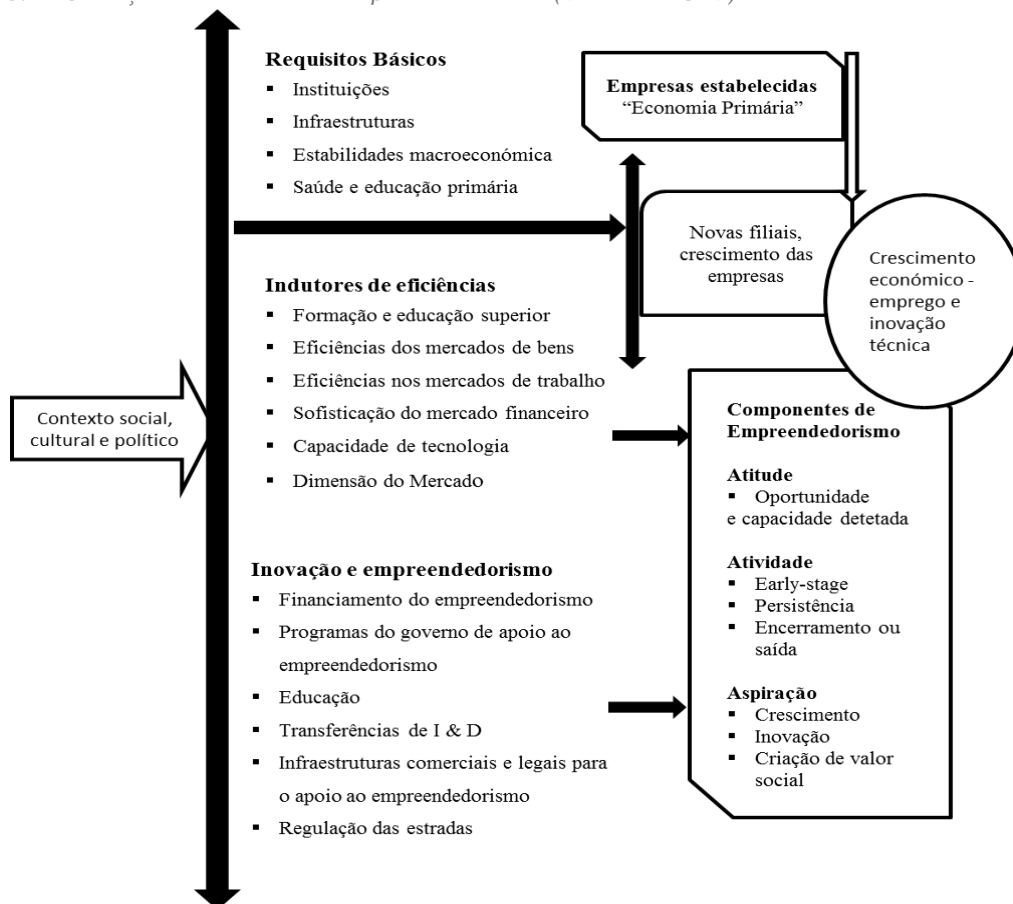 Requisitos Básicos
▪ Instituições
▪ Infraestruturas
▪ Estabilidades macroeconómica
▪ Saúde e educação primária
Empresas estabelecidas
“Economia Primária”
Novas filiais,
crescimento das
empresas
Crescimento
económico -
emprego e
inovação
técnica
Indutores de eficiências
▪ Formação e educação superior
▪ Eficiências dos mercados de bens
▪ Eficiências nos mercados de trabalho
▪ Sofisticação do mercado financeiro
▪ Capacidade de tecnologia
▪ Dimensão do Mercado
Contexto social,
cultural e político
Componentes de
Empreendedorismo
Atitude
▪ Oportunidade
e capacidade detetada
Atividade
▪ Early-stage
▪ Persistência
▪ Encerramento ou
saída
Aspiração
▪ Crescimento
▪ Inovação
▪ Criação de valor
social
Inovação e empreendedorismo
▪ Financiamento do empreendedorismo
▪ Programas do governo de apoio ao
empreendedorismo
▪ Educação
▪ Transferências de I & D
▪ Infraestruturas comerciais e legais para
o apoio ao empreendedorismo
▪ Regulação das estradas